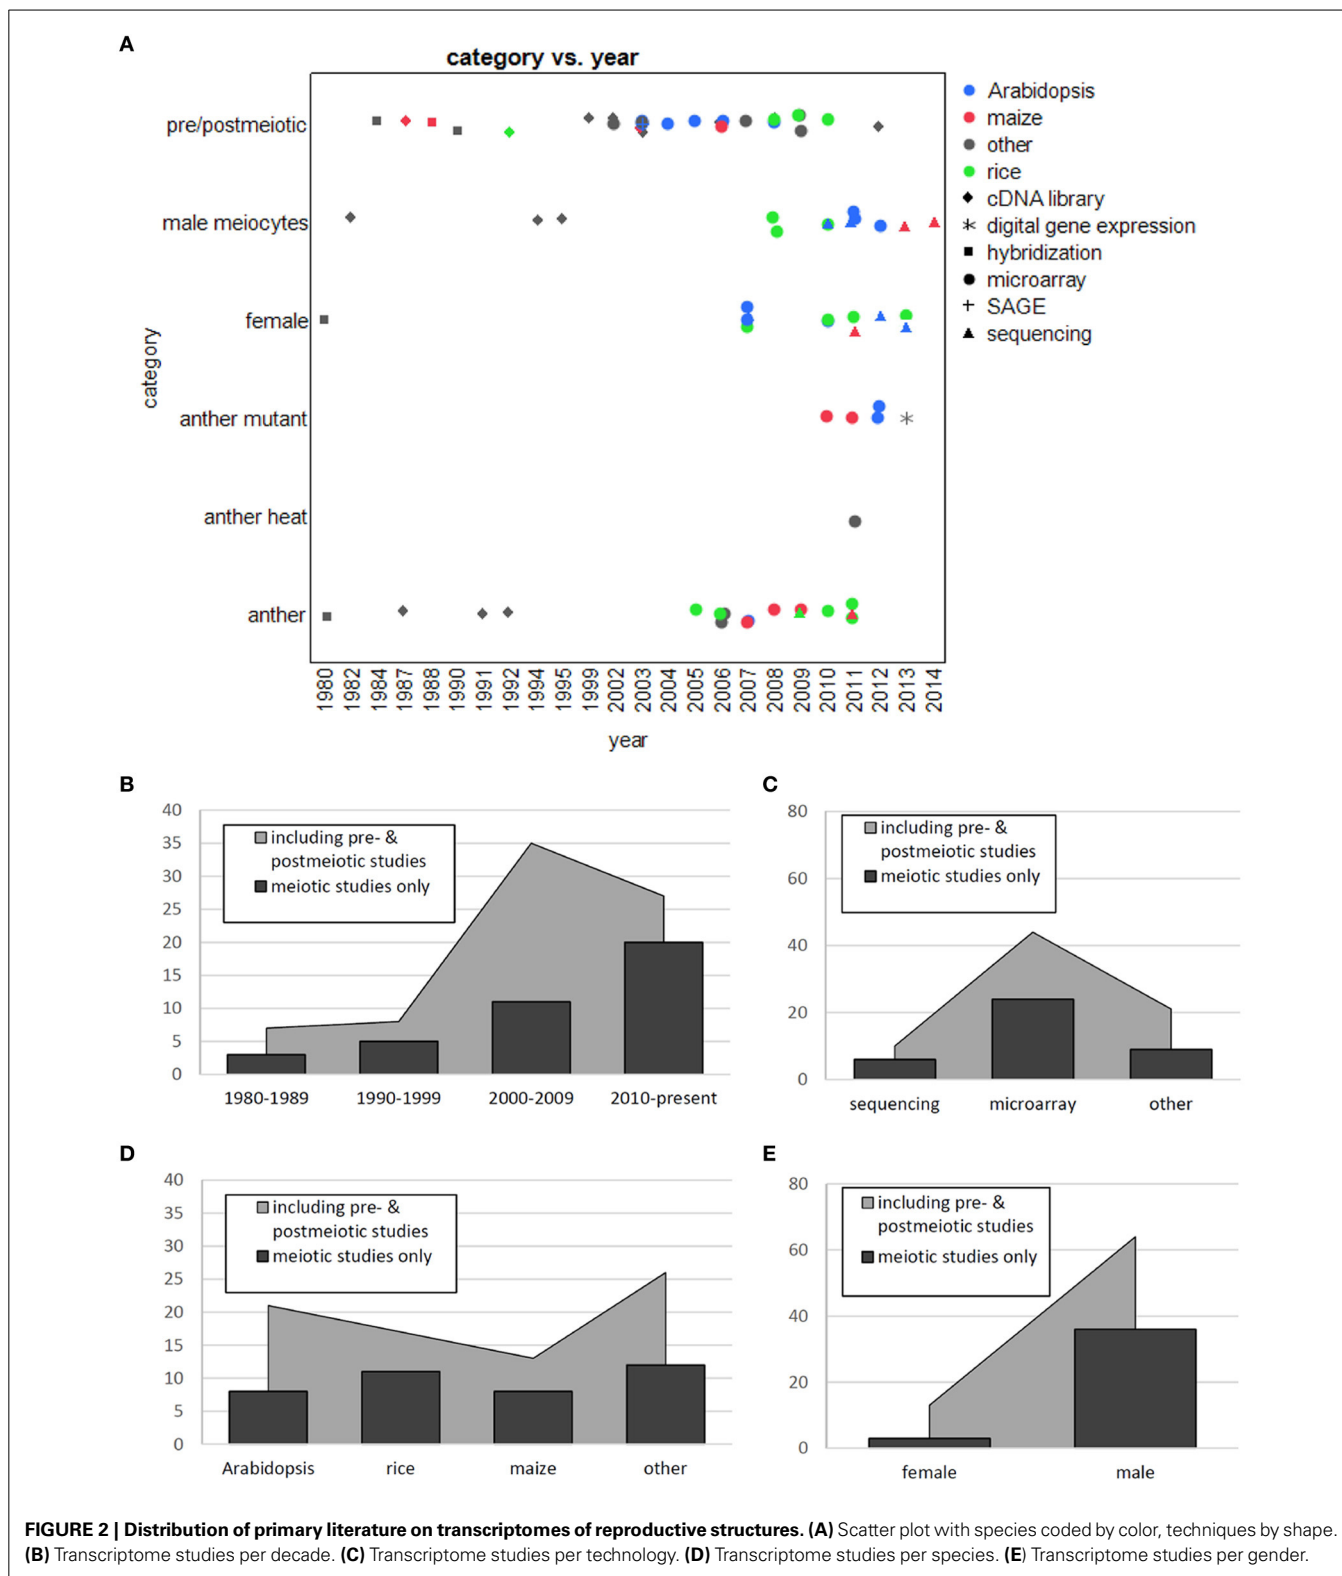 A
category vs. year
pre/postmeiotic
male meiocytes
female
anther mutant
anther heat
anther
category
1980 1982 1984 1987 1988 1990 1991 1992 1994 1995 1999 2002 2003 2004 2005 2006 2007 2008 2009 2010 2011 2012 2013 2014
year
Arabidopsis
maize
other
rice
cDNA library
digital gene expression
hybridization
microarray
SAGE
sequencing
B
40
35
30
25
20
15
10
5
0
including pre- &
postmeiotic studies
meiotic studies only
1980-1989 1990-1999 2000-2009 2010-present
C
80
60
40
20
0
including pre- &
postmeiotic studies
meiotic studies only
sequencing microarray other
D
40
35
30
25
20
15
10
5
0
including pre- &
postmeiotic studies
meiotic studies only
Arabidopsis rice maize other
E
80
60
40
20
0
including pre- &
postmeiotic studies
meiotic studies only
female male
FIGURE 2 | Distribution of primary literature on transcriptomes of reproductive structures. (A) Scatter plot with species coded by color, techniques by shape.
(B) Transcriptome studies per decade. (C) Transcriptome studies per technology. (D) Transcriptome studies per species. (E) Transcriptome studies per gender.